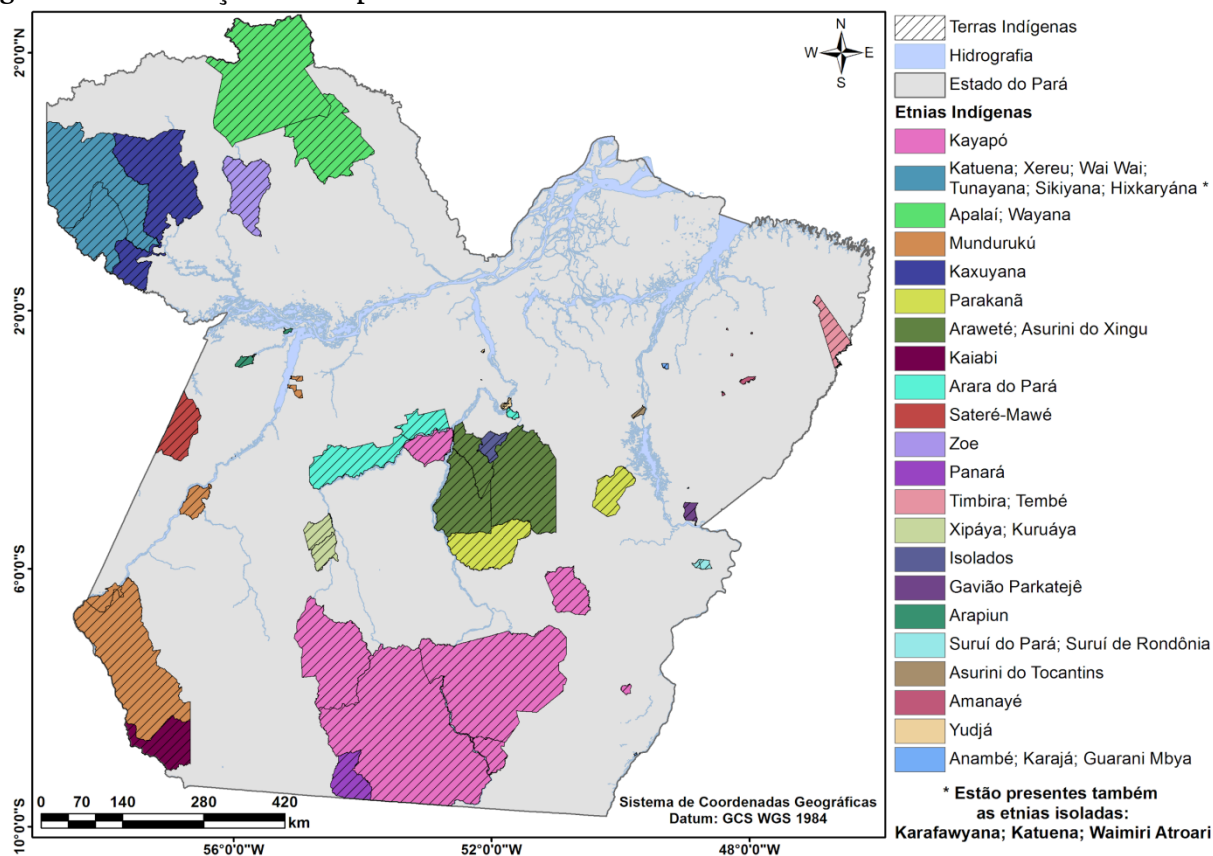 N
W E
S
2°0'0"N
2°0'0"S
6°0'0"S
10°0'0"S
56°0'0"W
52°0'0"W
48°0'0"W
0 70 140 280 420
km
Sistema de Coordenadas Geográficas
Datum: GCS WGS 1984
Terras Indígenas
Hidrografia
Estado do Pará
Etnias Indígenas
Kayapó
Katuena; Xereu; Wai Wai;
Tunayana; Sikiyana; Hixkaryána *
Apalaí; Wayana
Mundurukú
Kaxuyana
Parakanã
Araweté; Asurini do Xingu
Kaiabi
Arara do Pará
Sateré-Mawé
Zoe
Panará
Timbira; Tembé
Xipáya; Kuruáya
Isolados
Gavião Parkatejê
Arapiun
Suruí do Pará; Suruí de Rondônia
Asurini do Tocantins
Amanayé
Yudjá
Anambé; Karajá; Guarani Mbya
* Estão presentes também
as etnias isoladas:
Karafawyana; Katuena; Waimiri Atroari